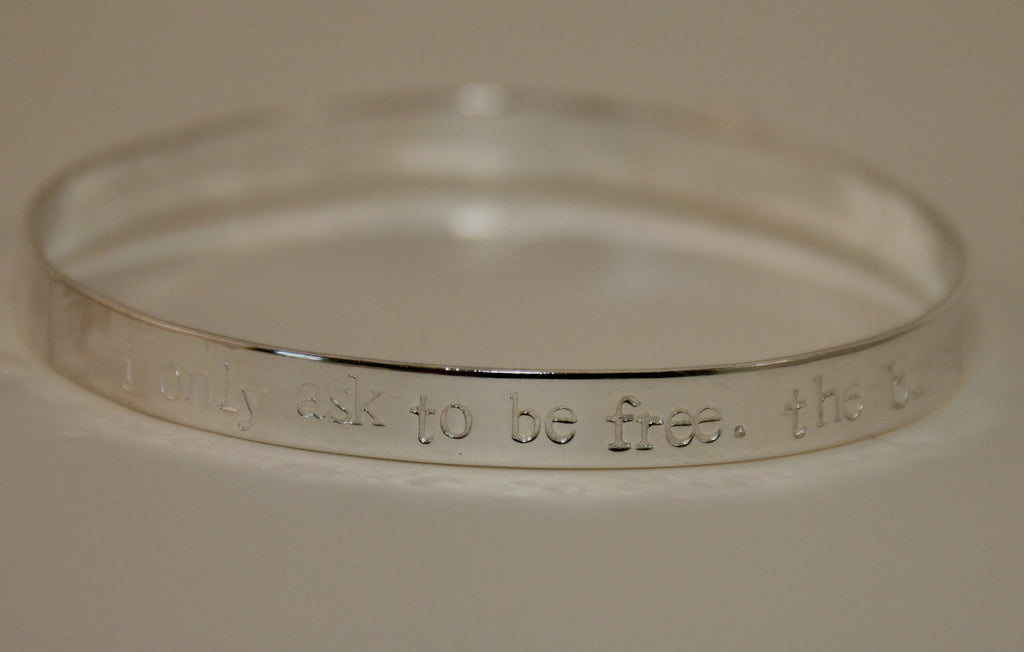 i only ask to be free. the